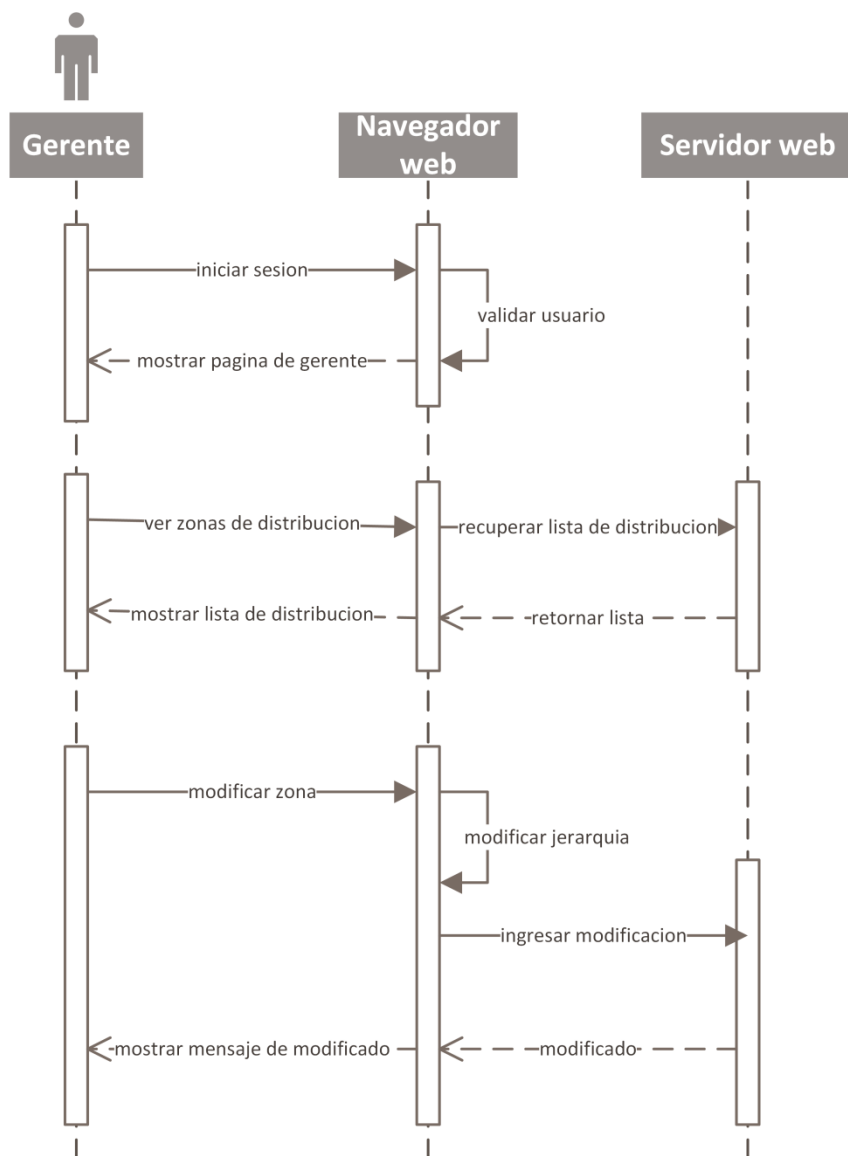 Gerente
Navegador
web
Servidor web
iniciar sesion
validar usuario
mostrar pagina de gerente
ver zonas de distribucion
recuperar lista de distribucion
mostrar lista de distribucion
retornar lista
modificar zona
modificar jerarquia
ingresar modificacion
mostrar mensaje de modificado
modificado